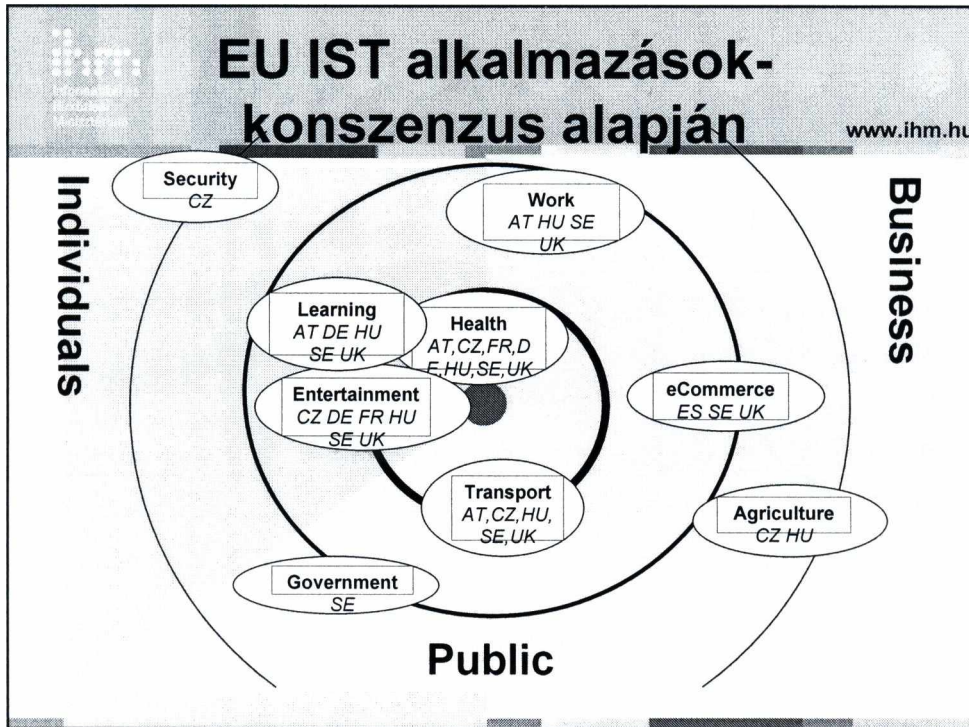 EU IST alkalmazások-
konszenzus alapján
www.ihm.hu
Individuals
Business
Security
CZ
Work
AT HU SE
UK
Learning
AT DE HU
SE UK
Health
AT,CZ,FR,D
E,HU,SE,UK
Entertainment
CZ DE FR HU
SE UK
eCommerce
ES SE UK
Transport
AT,CZ,HU,
SE,UK
Agriculture
CZ HU
Government
SE
Public